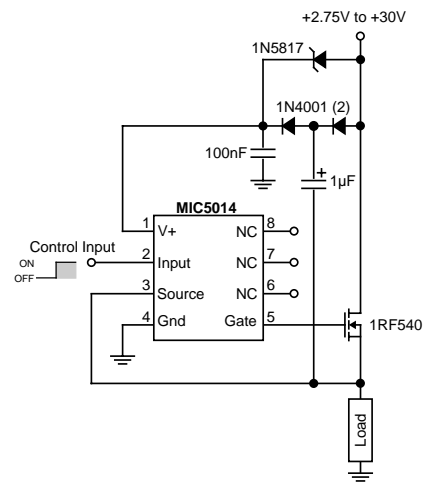 +2.75V to +30V
1N5817
1N4001 (2)
100nF
+
1µF
MIC5014
1 V+ NC 8
Control Input
ON
OFF
2 Input NC 7
3 Source NC 6
4 Gnd Gate 5
1RF540
Load